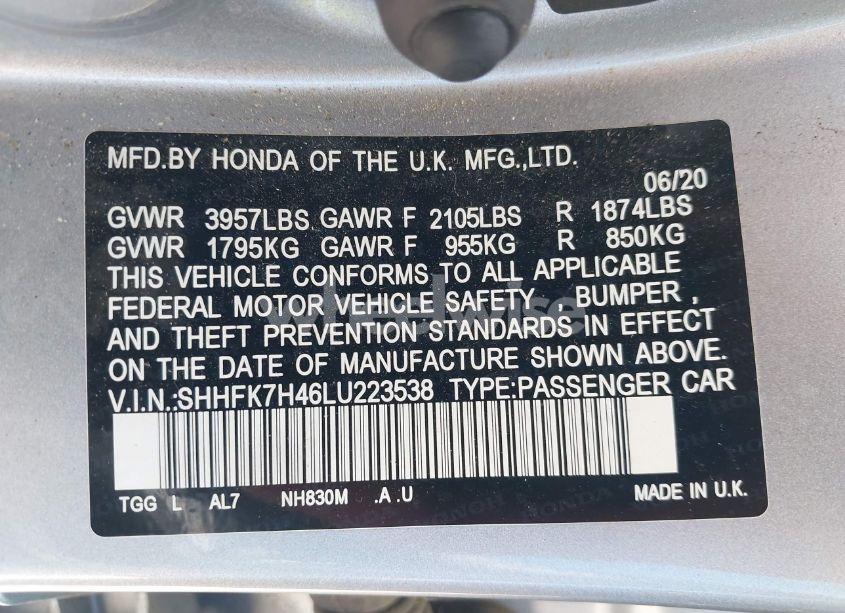 MFD.BY HONDA OF THE U.K. MFG.,LTD.
06/20
GVWR 3957LBS GAWR F 2105LBS R 1874LBS
GVWR 1795KG GAWR F 955KG R 850KG
THIS VEHICLE CONFORMS TO ALL APPLICABLE
FEDERAL MOTOR VEHICLE SAFETY, BUMPER,
AND THEFT PREVENTION STANDARDS IN EFFECT
ON THE DATE OF MANUFACTURE SHOWN ABOVE.
V.I.N.:SHHFK7H46LU223538 TYPE:PASSENGER CAR
TGG L AL7 NH830M .A .U MADE IN U.K.
wheelwise